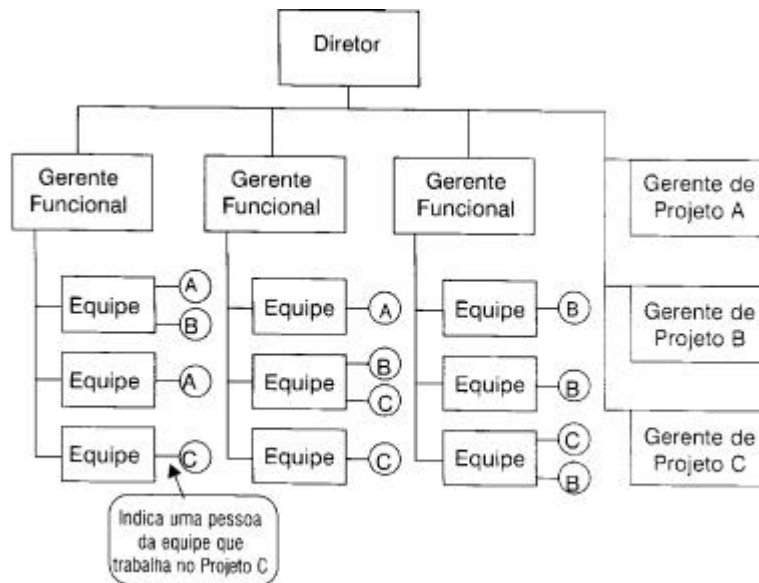 Diretor
Gerente
Funcional
Gerente
Funcional
Gerente
Funcional
Gerente de
Projeto A
Equipe
A
B
Equipe
A
Equipe
B
Gerente de
Projeto B
Equipe
A
Equipe
B
C
Equipe
B
Gerente de
Projeto C
Equipe
C
Equipe
C
Equipe
C
B
Indica uma pessoa
da equipe que
trabalha no Projeto C